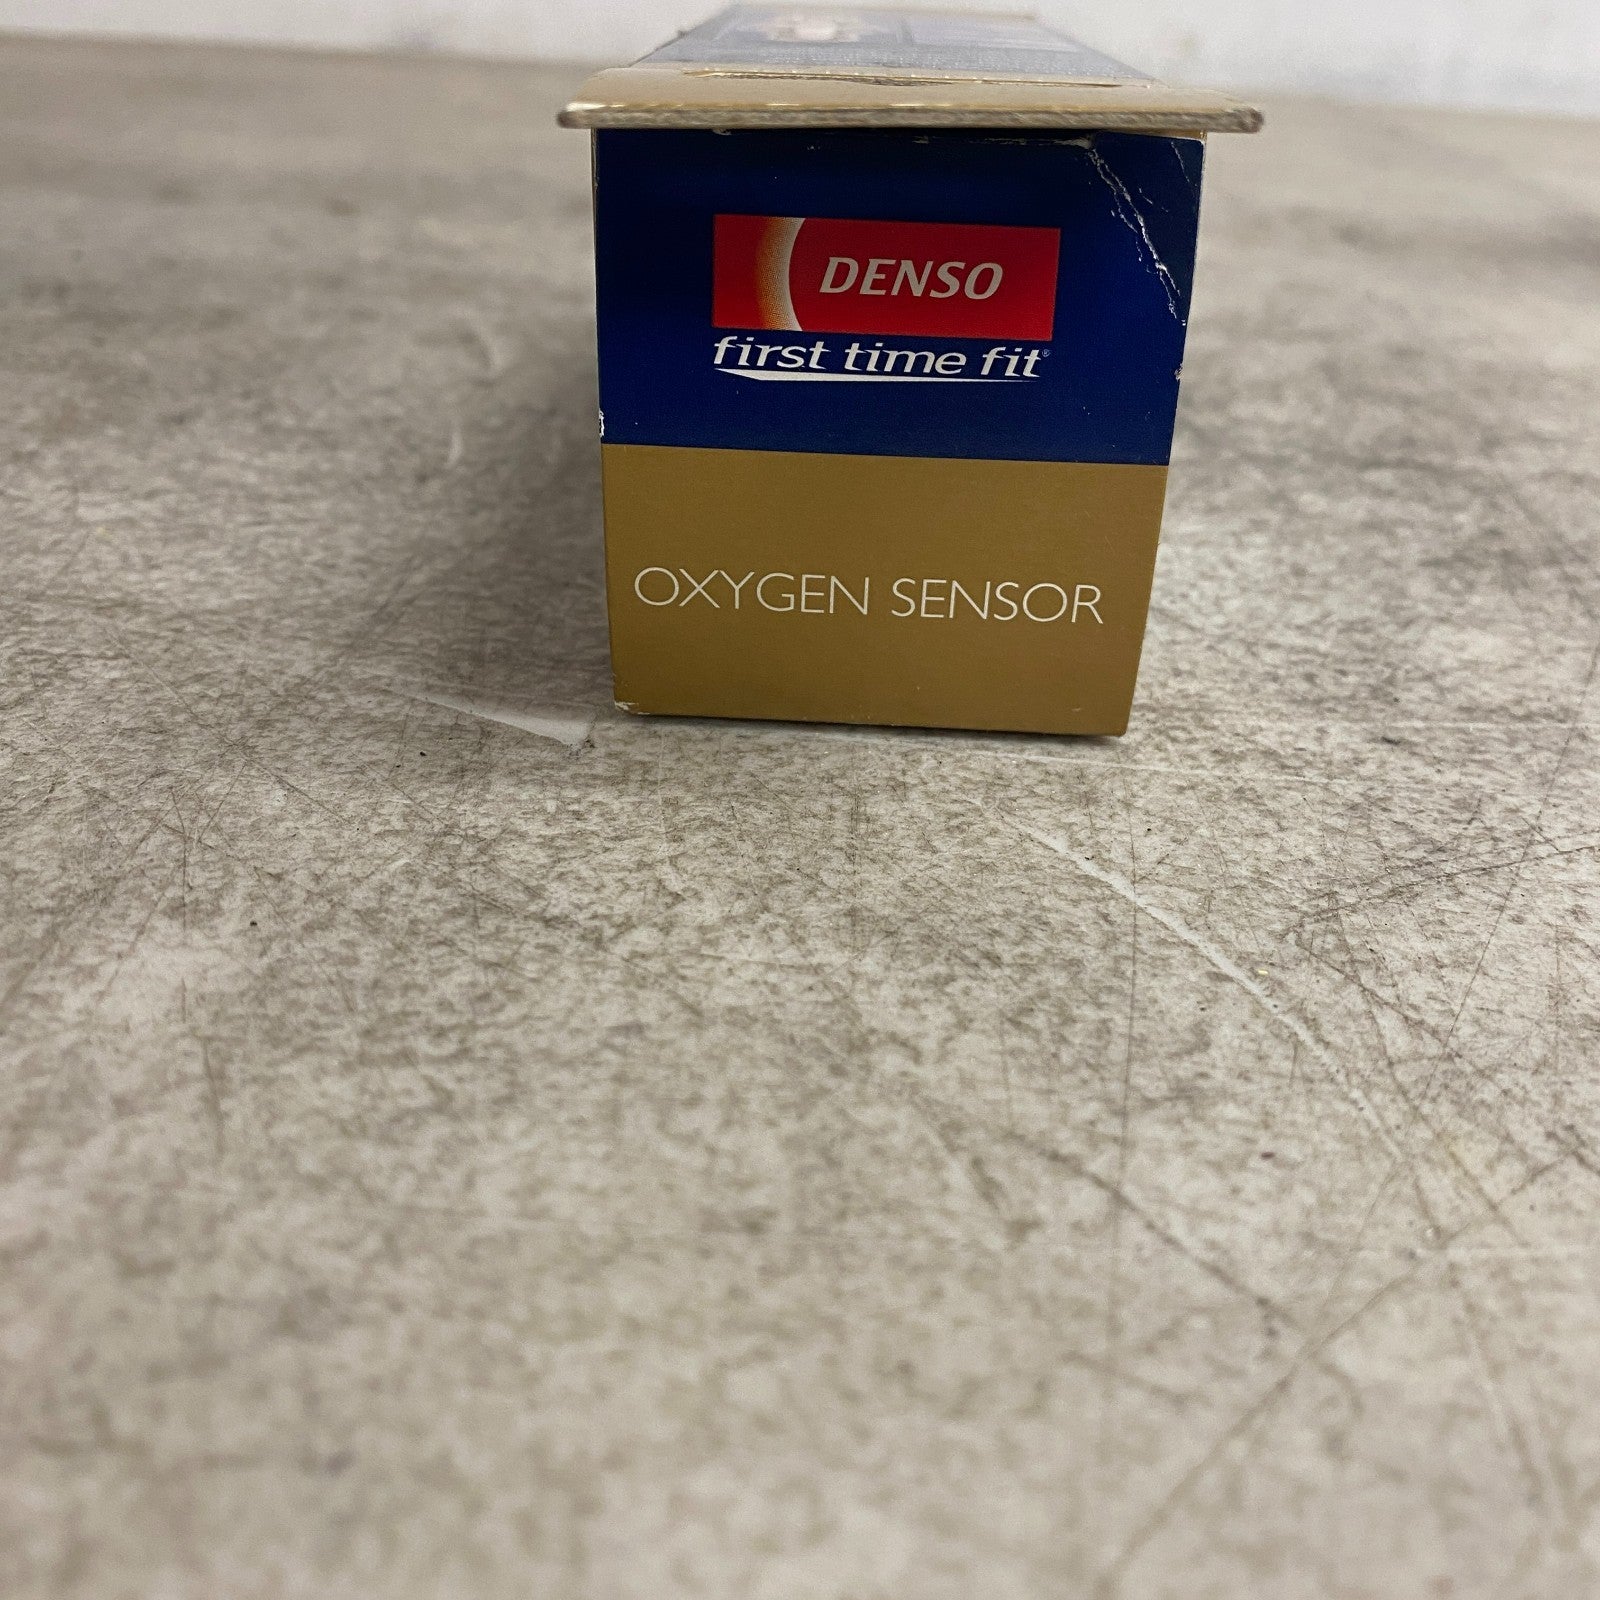 DENSO
first time fit®
OXYGEN SENSOR